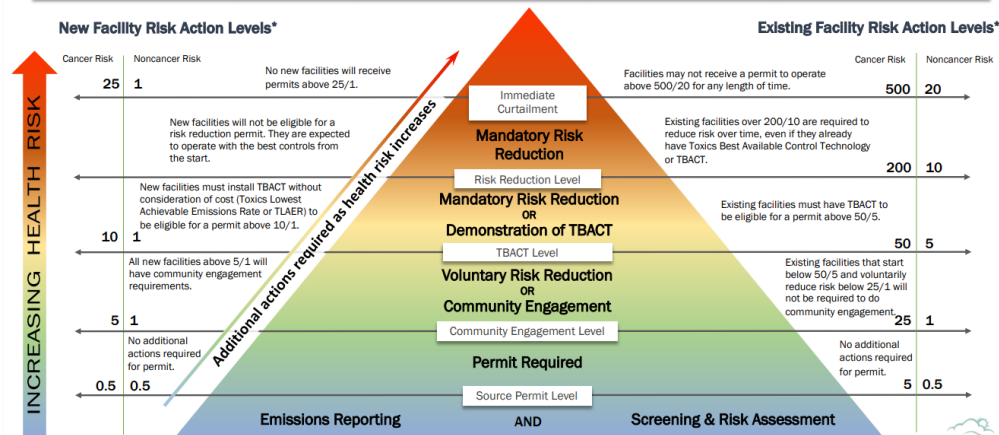 New Facility Risk Action Levels*
Existing Facility Risk Action Levels*
Cancer Risk
Noncancer Risk
Cancer Risk
Noncancer Risk
INCREASING HEALTH RISK
Additional actions required as health risk increases
25 1
No new facilities will receive
permits above 25/1.
Immediate
Curtailment
Facilities may not receive a permit to operate
above 500/20 for any length of time.
500 20
New facilities will not be eligible for a
risk reduction permit. They are expected
to operate with the best controls from
the start.
Mandatory Risk
Reduction
Existing facilities over 200/10 are required to
reduce risk over time, even if they already
have Toxics Best Available Control Technology
or TBACT.
200 10
Risk Reduction Level
New facilities must install TBACT without
consideration of cost (Toxics Lowest
Achievable Emissions Rate or TLAER) to
be eligible for a permit above 10/1.
10 1
Mandatory Risk Reduction
OR
Demonstration of TBACT
Existing facilities must have TBACT to
be eligible for a permit above 50/5.
50 5
TBACT Level
All new facilities above 5/1 will
have community engagement
requirements.
5 1
Voluntary Risk Reduction
OR
Community Engagement
Existing facilities that start
below 50/5 and voluntarily
reduce risk below 25/1 will
not be required to do
community engagement.
25 1
Community Engagement Level
No additional
actions required
for permit.
0.5 0.5
Permit Required
No additional
actions required
for permit.
5 0.5
Source Permit Level
Emissions Reporting AND Screening & Risk Assessment